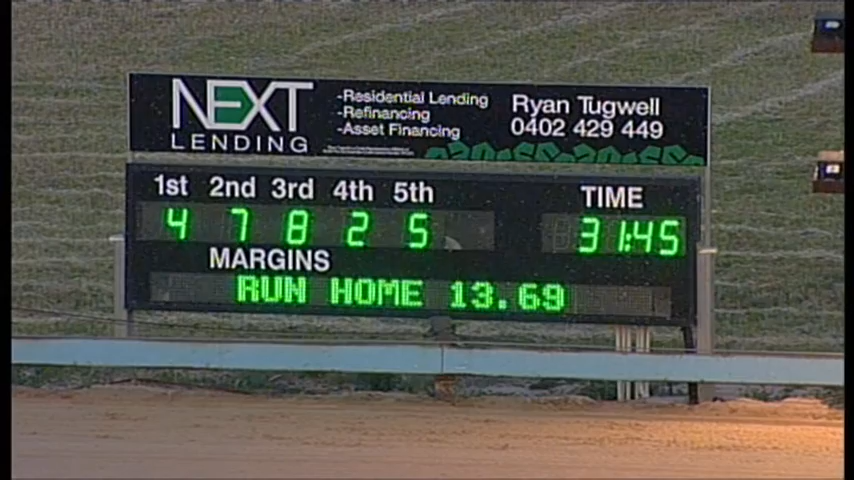 NEXT
LENDING
-Residential Lending
-Refinancing
-Asset Financing
Ryan Tugwell
0402 429 449
1st 2nd 3rd 4th 5th TIME
4 7 8 2 5 31:45
MARGINS
RUN HOME 13.69